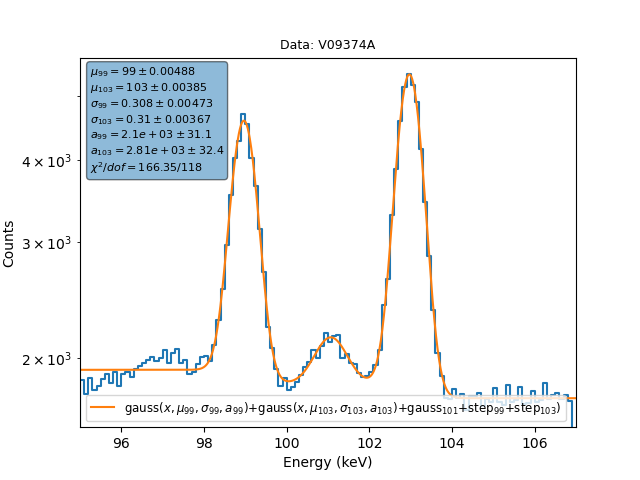 Data: V09374A
μ99 = 99 ± 0.00488
μ103 = 103 ± 0.00385
σ99 = 0.308 ± 0.00473
σ103 = 0.31 ± 0.00367
a99 = 2.1e + 03 ± 31.1
a103 = 2.81e + 03 ± 32.4
χ²/dof = 166.35/118
4 × 10³
3 × 10³
2 × 10³
Counts
gauss(x, μ99, σ99, a99)+gauss(x, μ103, σ103, a103)+gauss101+step99+step103)
96 98 100 102 104 106
Energy (keV)